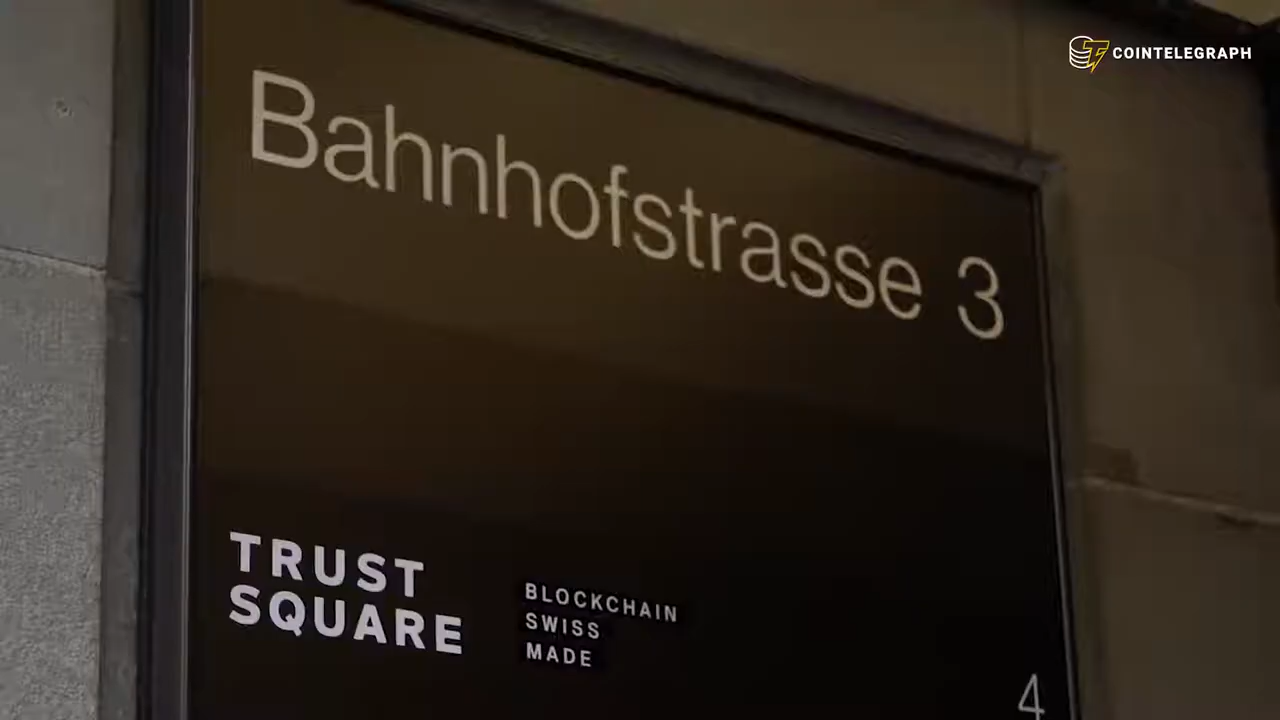 COINTELEGRAPH
Bahnhofstrasse 3
TRUST
SQUARE
BLOCKCHAIN
SWISS
MADE
4